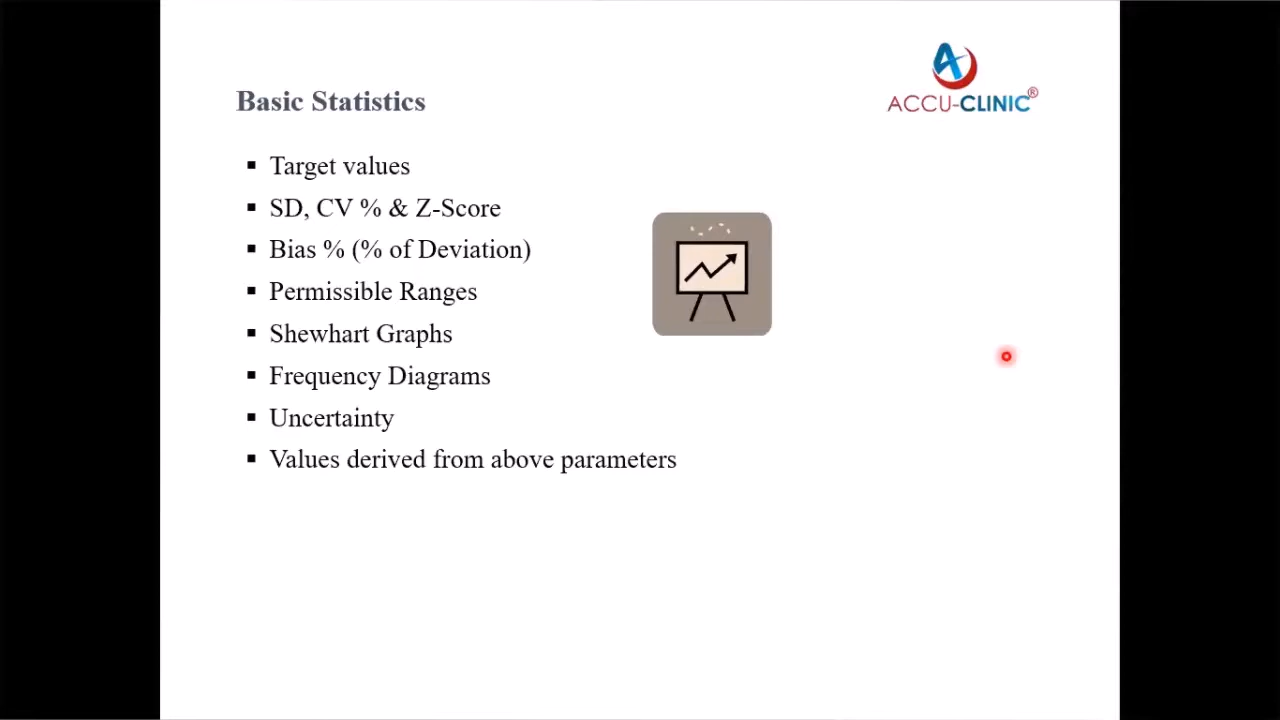 ACCU-CLINIC®
Basic Statistics
▪ Target values
▪ SD, CV % & Z-Score
▪ Bias % (% of Deviation)
▪ Permissible Ranges
▪ Shewhart Graphs
▪ Frequency Diagrams
▪ Uncertainty
▪ Values derived from above parameters